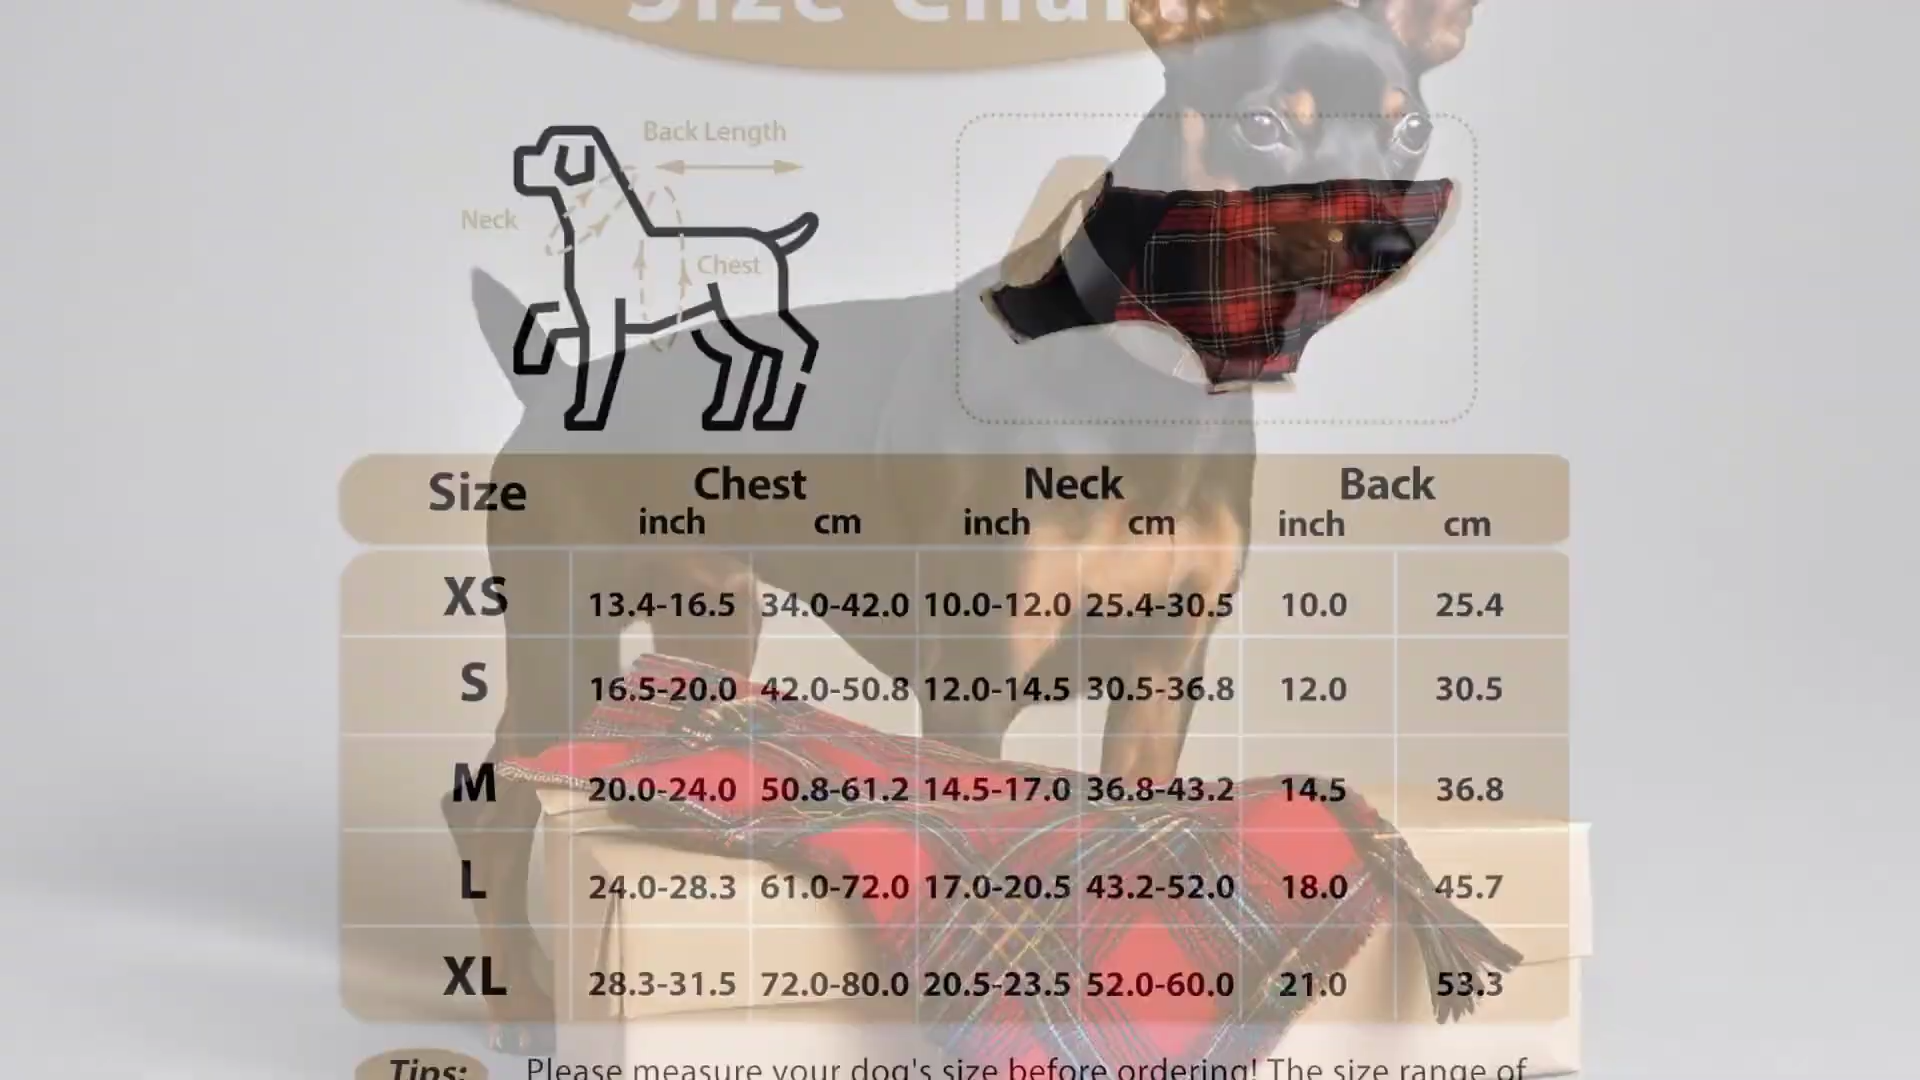 Size Chart
Back Length
Neck
Chest
Size Chest Neck Back
inch cm inch cm inch cm
XS 13.4-16.5 34.0-42.0 10.0-12.0 25.4-30.5 10.0 25.4
S 16.5-20.0 42.0-50.8 12.0-14.5 30.5-36.8 12.0 30.5
M 20.0-24.0 50.8-61.2 14.5-17.0 36.8-43.2 14.5 36.8
L 24.0-28.3 61.0-72.0 17.0-20.5 43.2-52.0 18.0 45.7
XL 28.3-31.5 72.0-80.0 20.5-23.5 52.0-60.0 21.0 53.3
Tips: Please measure your dog's size before ordering! The size range of